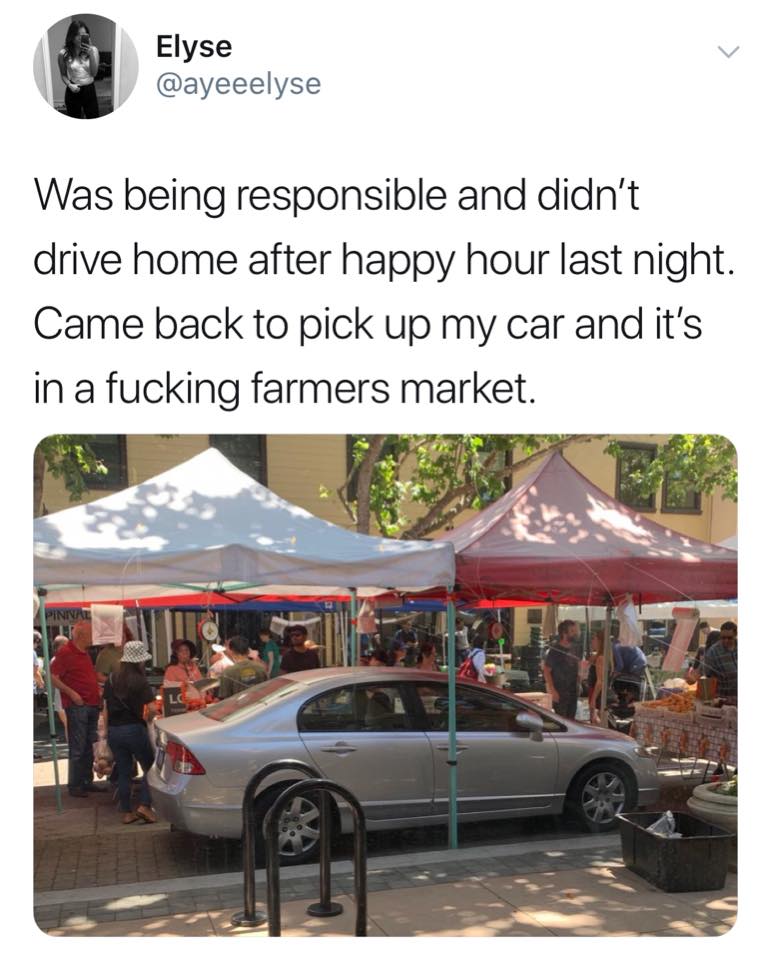 Elyse
@ayeeelyse
Was being responsible and didn't
drive home after happy hour last night.
Came back to pick up my car and it's
in a fucking farmers market.